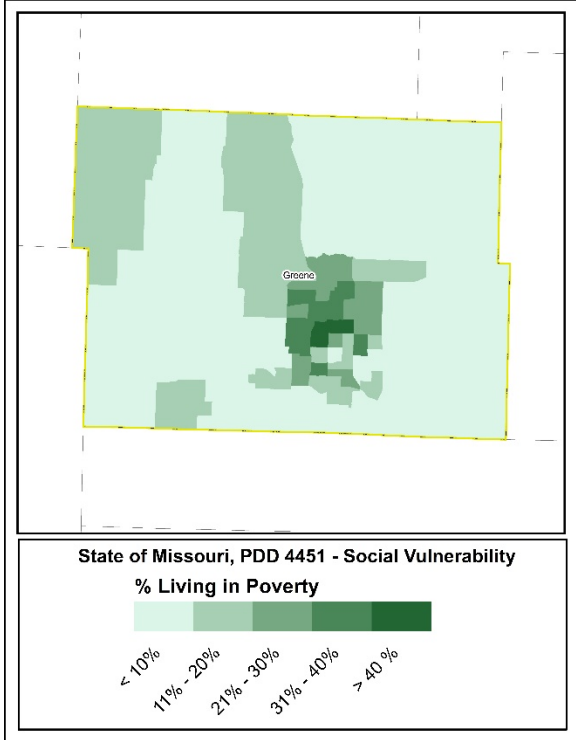 Greene
State of Missouri, PDD 4451 - Social Vulnerability
% Living in Poverty
< 10%
11% - 20%
21% - 30%
31% - 40%
> 40 %